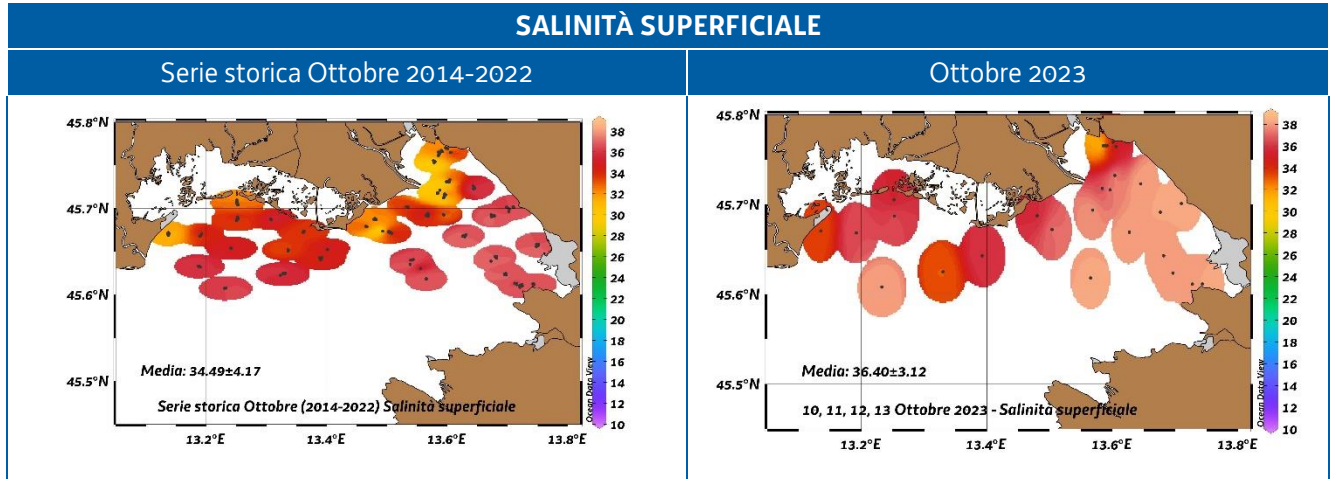 SALINITÀ SUPERFICIALE
Serie storica Ottobre 2014-2022
Ottobre 2023
45.8°N
45.7°N
45.6°N
45.5°N
13.2°E
13.4°E
13.6°E
13.8°E
Media: 34.49±4.17
Serie storica Ottobre (2014-2022) Salinità superficiale
38
36
34
32
30
28
26
24
22
20
18
16
14
12
10
Ocean Data View
45.8°N
45.7°N
45.6°N
45.5°N
13.2°E
13.4°E
13.6°E
13.8°E
Media: 36.40±3.12
10, 11, 12, 13 Ottobre 2023 - Salinità superficiale
38
36
34
32
30
28
26
24
22
20
18
16
14
12
10
Ocean Data View